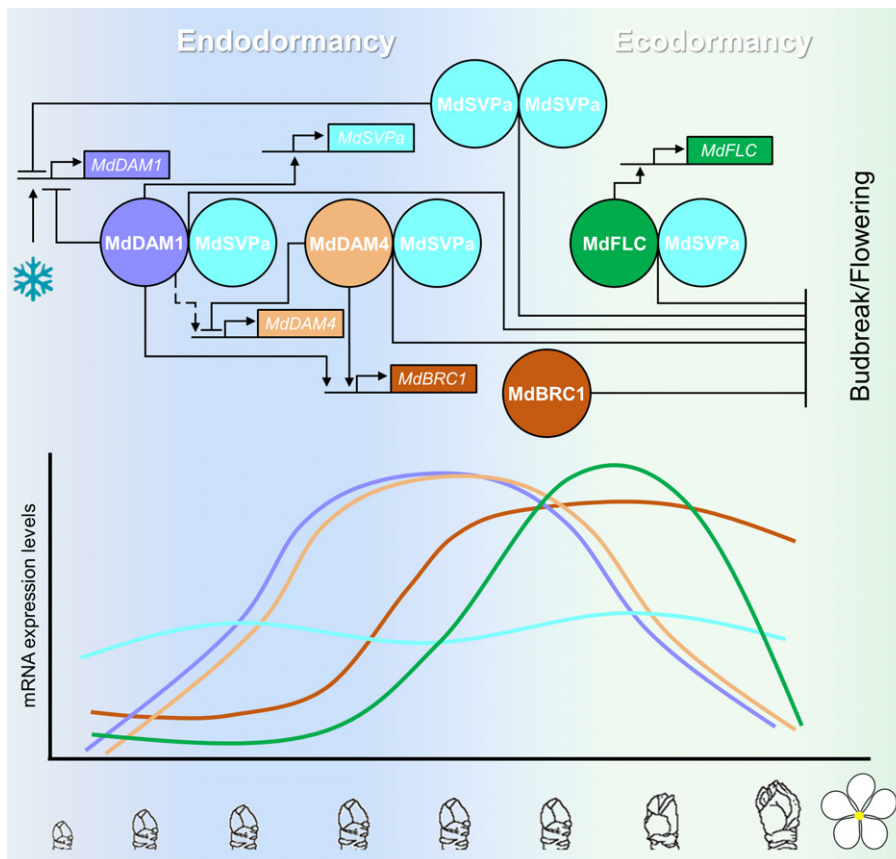 Endodormancy
Ecodormancy
MdSVPa MdSVPa
MdDAM1
MdSVPa
MdFLC
MdDAM1 MdSVPa
MdDAM4 MdSVPa
MdFLC MdSVPa
MdDAM4
MdBRC1
MdBRC1
Budbreak/Flowering
mRNA expression levels